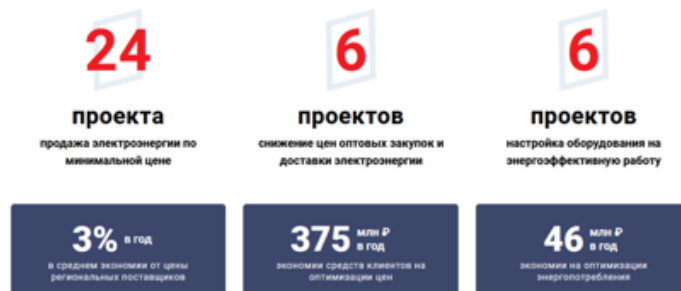 24
проекта
продажа электроэнергии по
минимальной цене
3% в год
в среднем экономии от цены
региональных поставщиков
6
проектов
снижение цен оптовых закупок и
доставки электроэнергии
375 млн ₽
в год
экономии средств клиентов на
оптимизации цен
6
проектов
настройка оборудования на
энергоэффективную работу
46 млн ₽
в год
экономии на оптимизации
энергопотребления